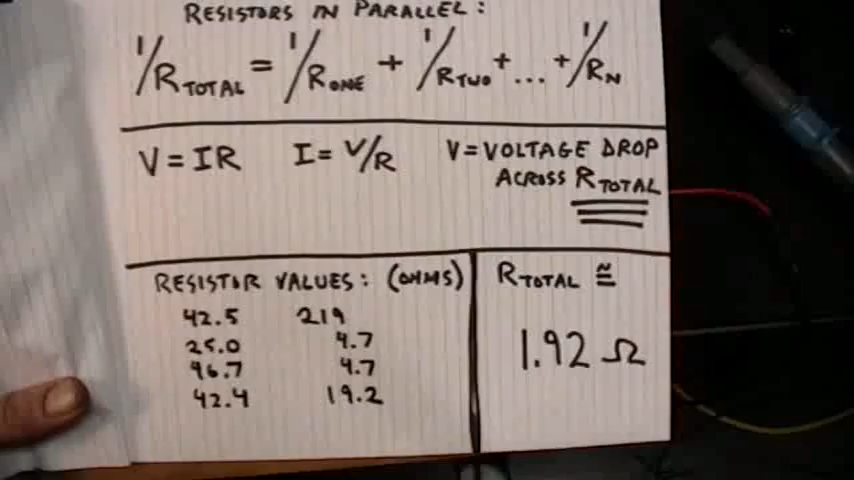 RESISTORS IN PARALLEL:
1/RTOTAL = 1/RONE + 1/RTWO + ... + 1/RN
V = IR I = V/R V = VOLTAGE DROP
ACROSS RTOTAL
RESISTOR VALUES: (OHMS) RTOTAL ≅
42.5 219
25.0 4.7
96.7 4.7
42.4 19.2
1.92 Ω